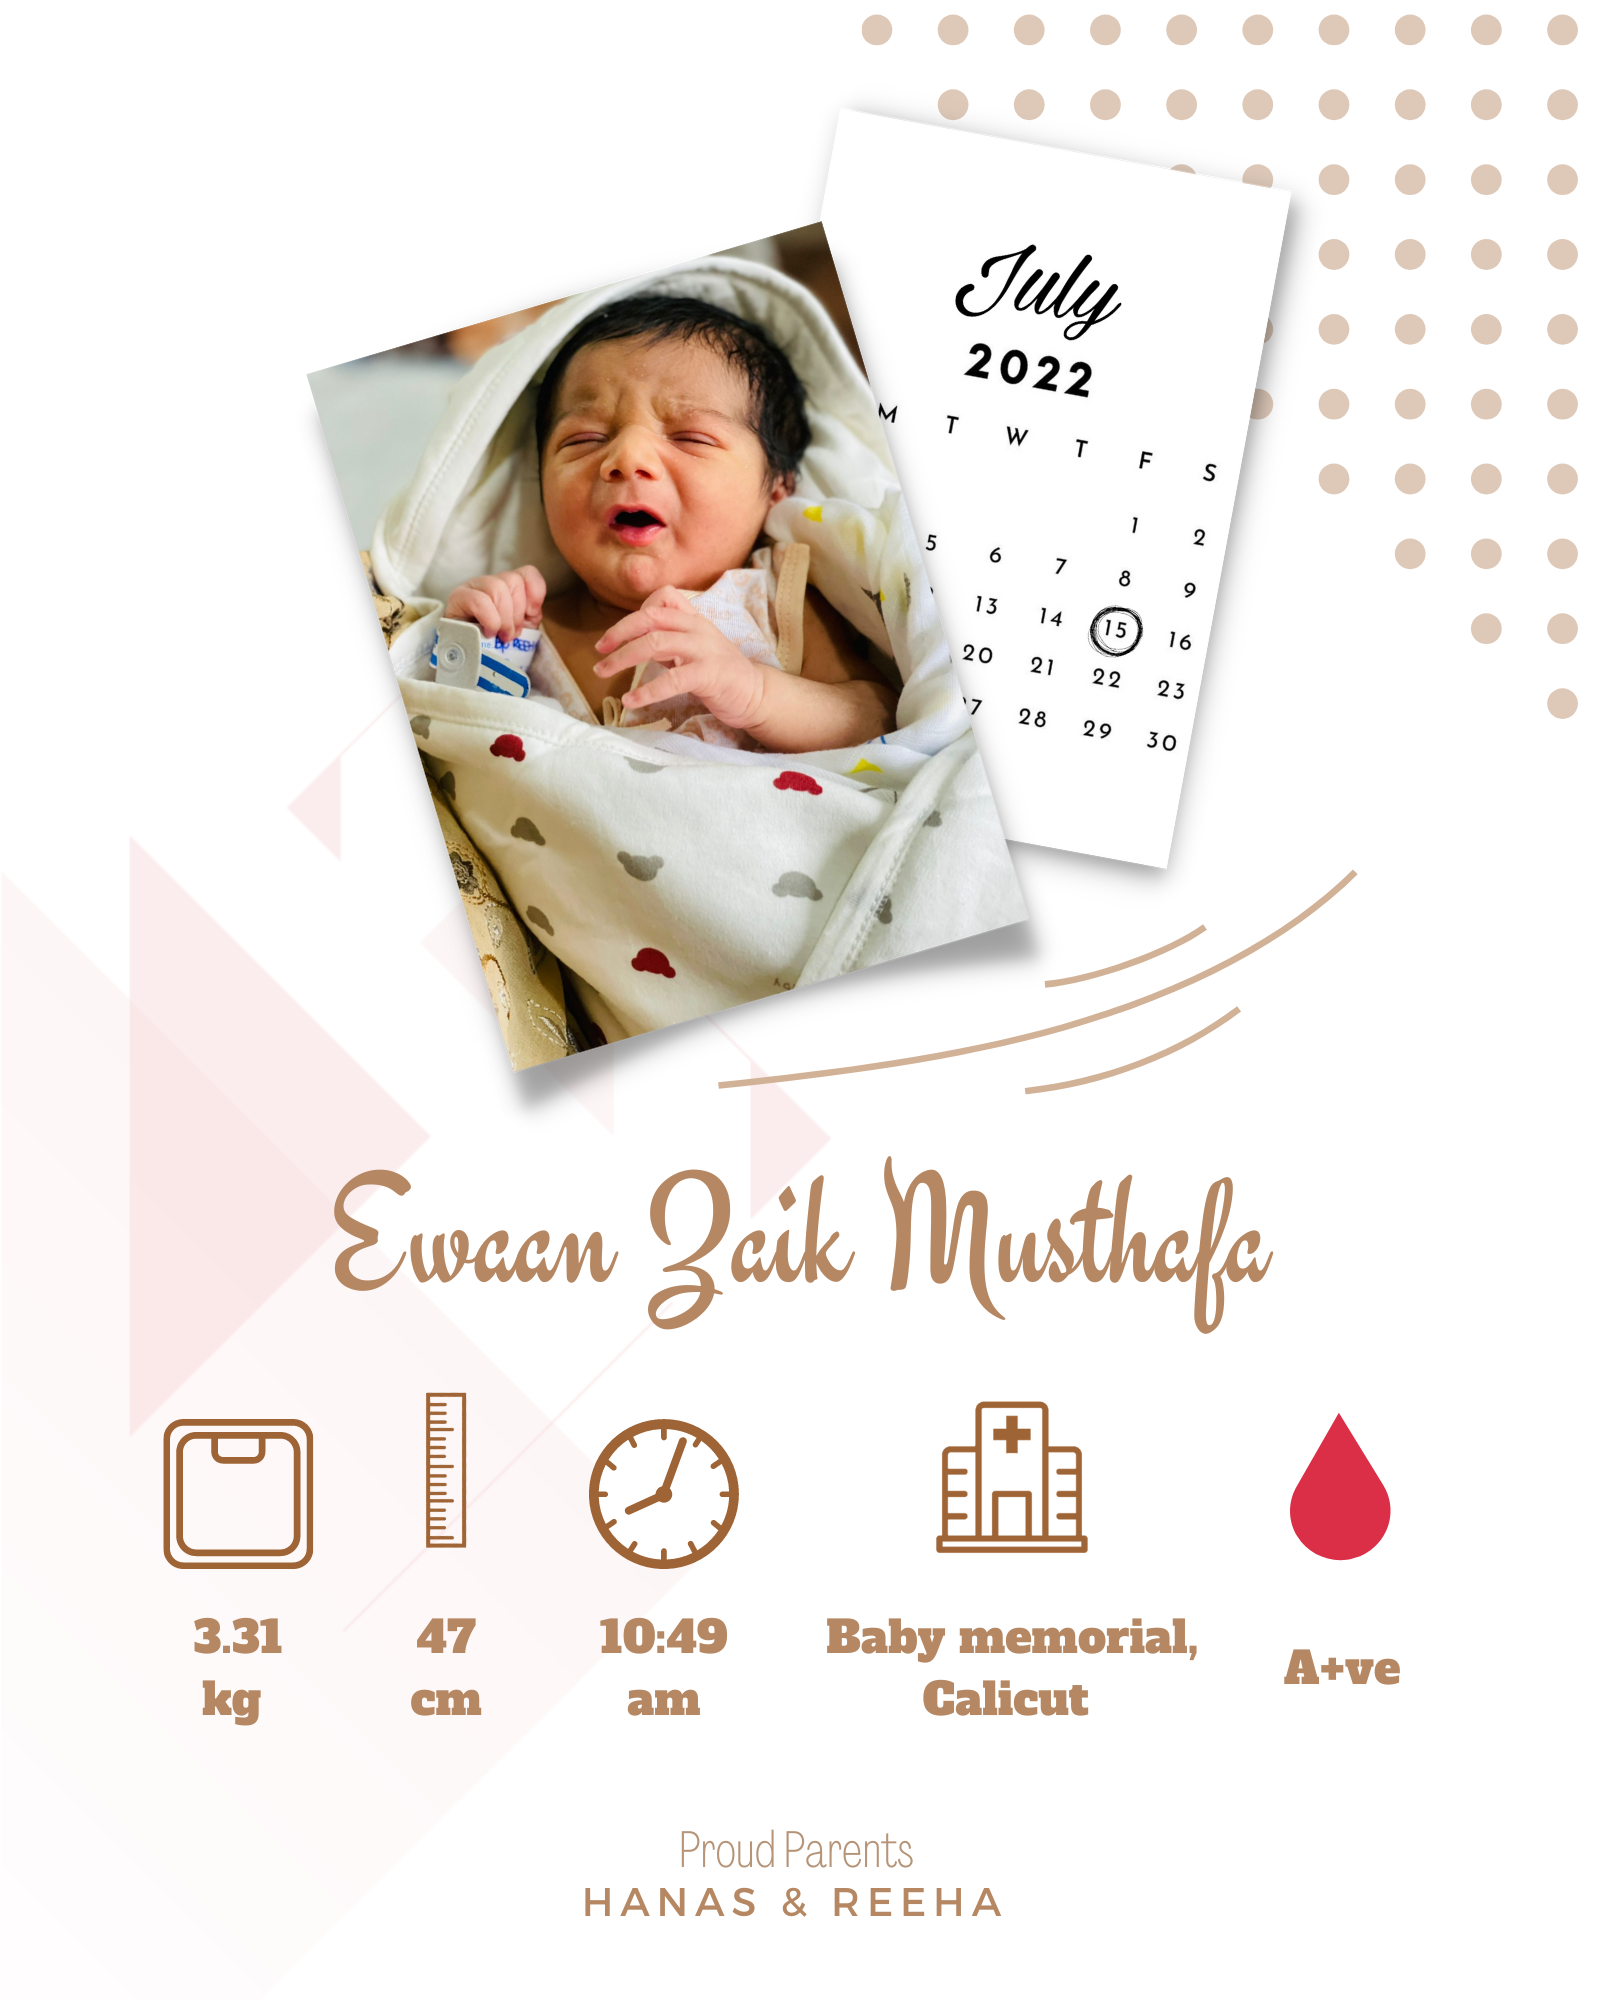 July
2022
M T W T F S
1 2
5 6 7 8 9
13 14 15 16
20 21 22 23
28 29 30
Ewaan Zaik Musthafa
3.31
kg
47
cm
10:49
am
Baby memorial,
Calicut
A+ve
Proud Parents
HANAS & REEHA